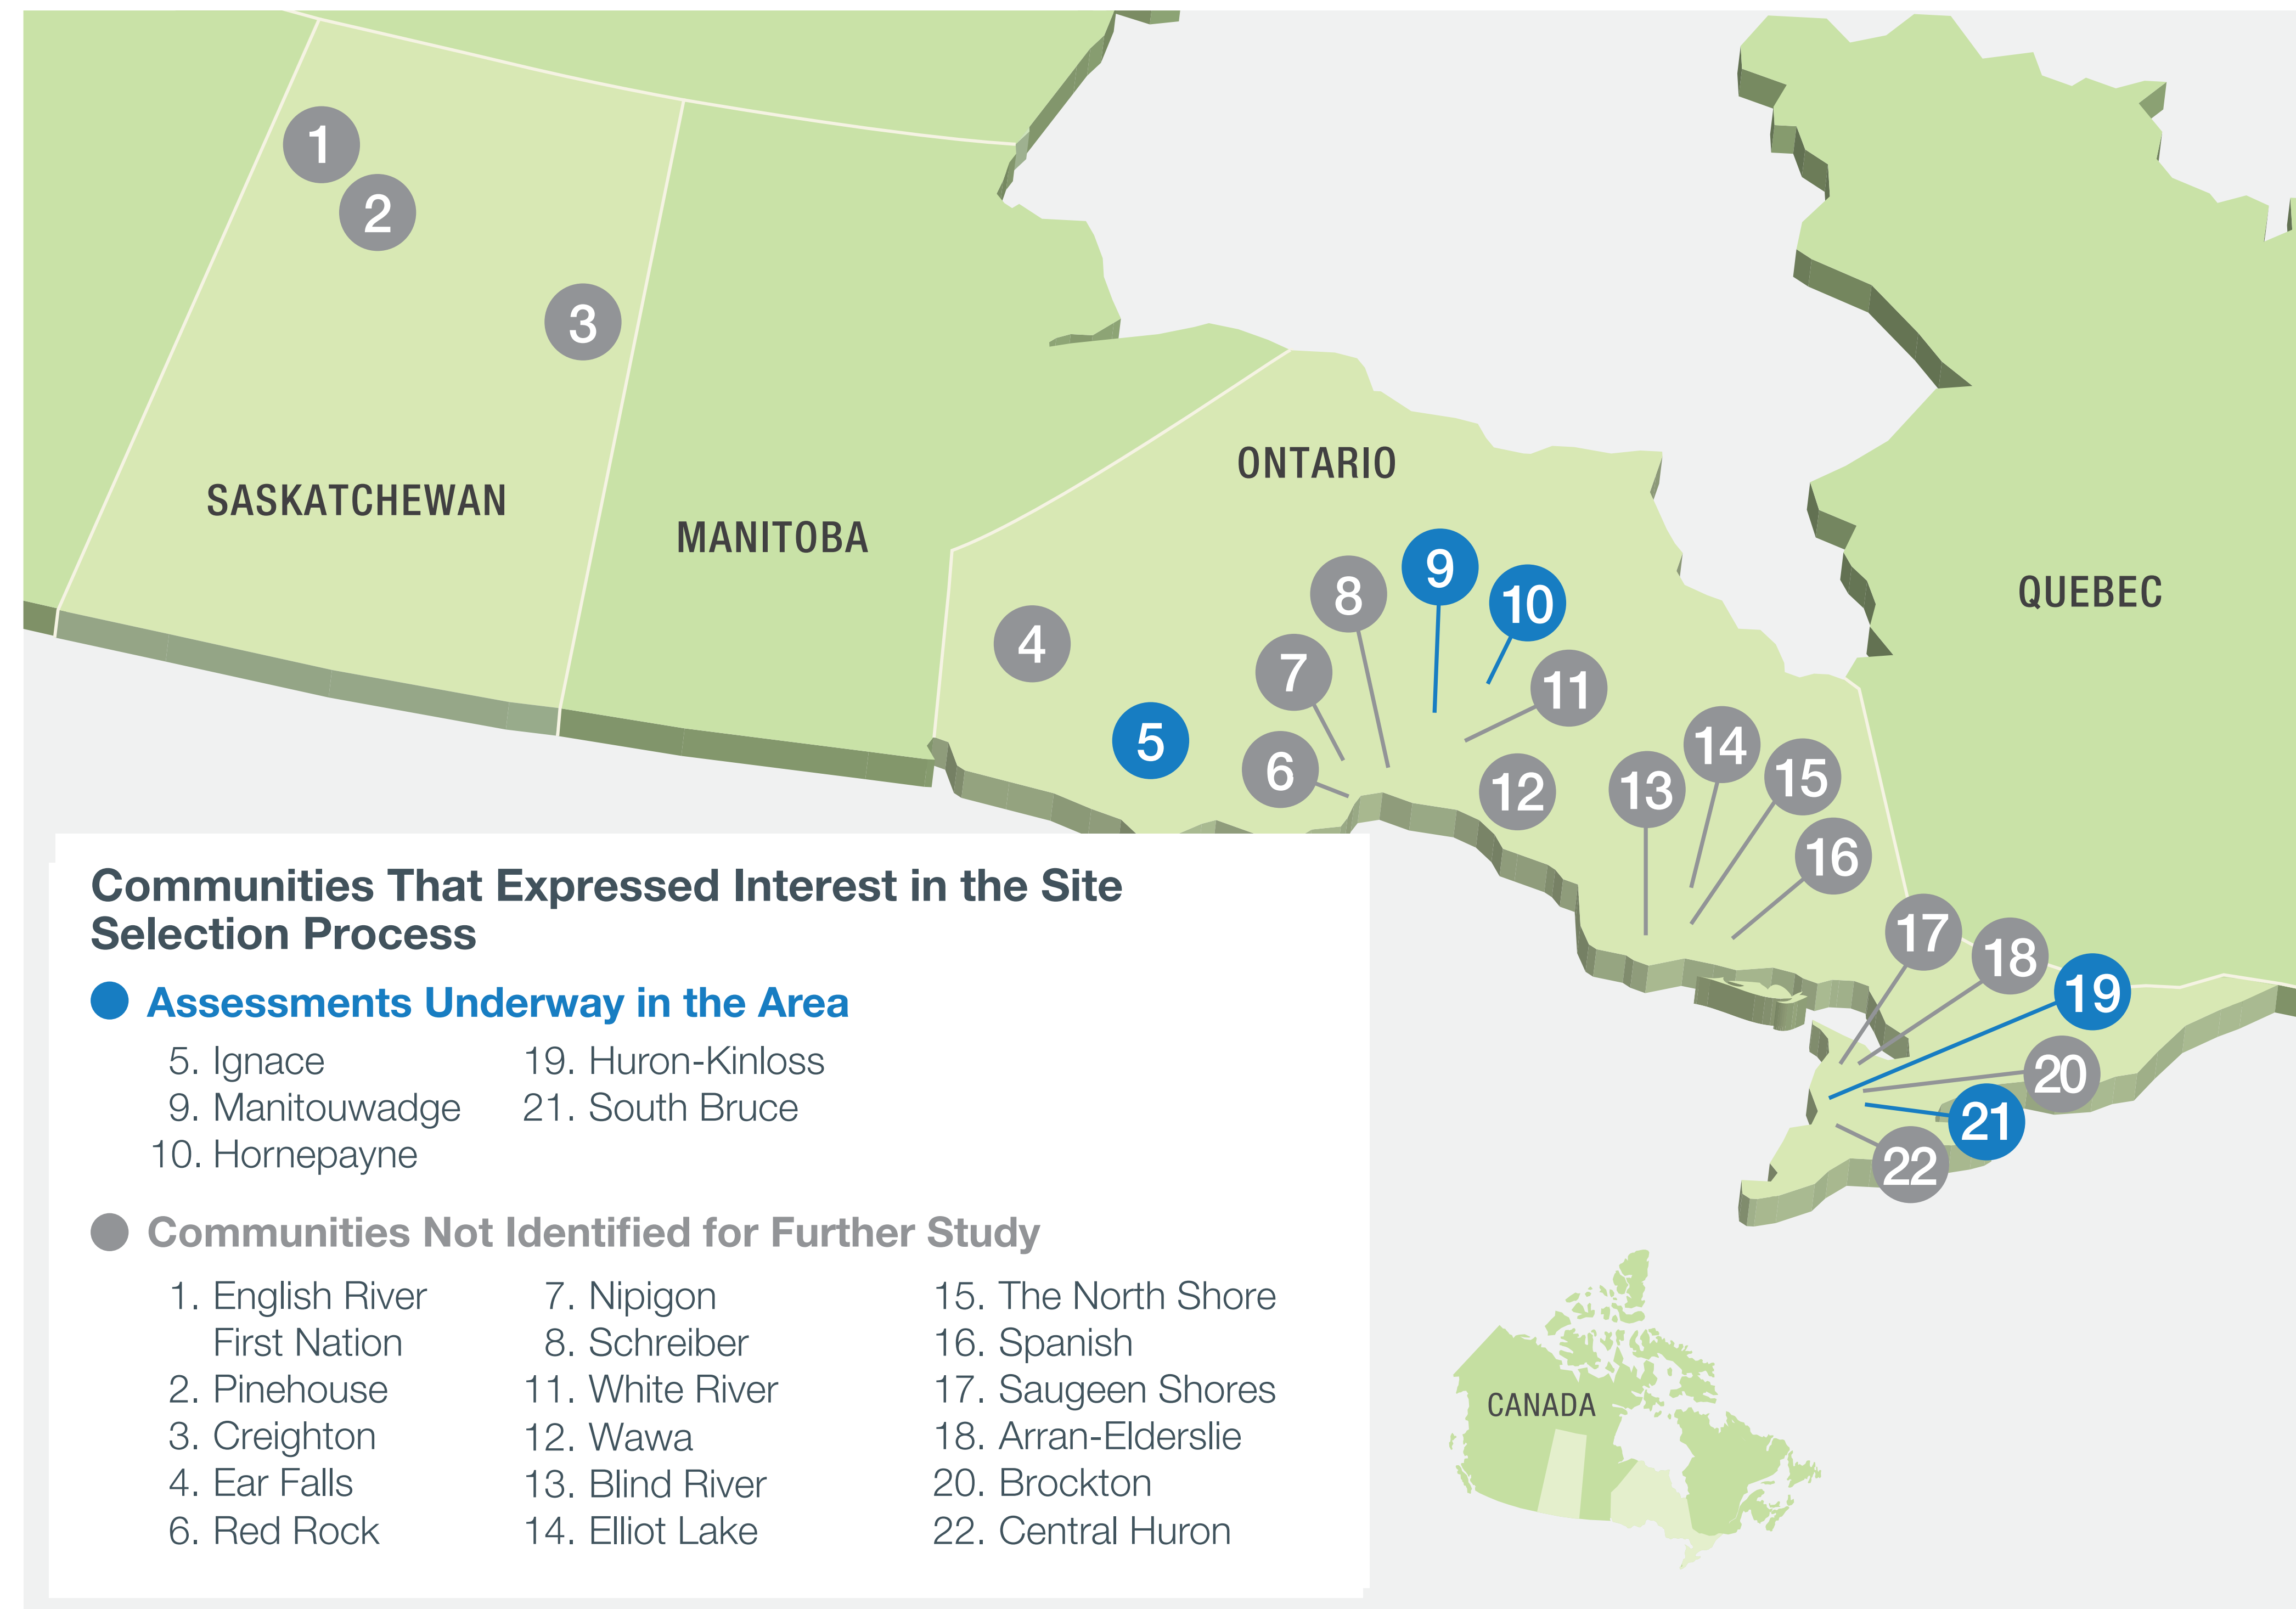 1
2
3
SASKATCHEWAN
MANITOBA
ONTARIO
QUEBEC
4
5
6
7
8
9
10
11
12
13
14
15
16
17
18
19
20
21
22
Communities That Expressed Interest in the Site
Selection Process
Assessments Underway in the Area
5. Ignace
9. Manitouwadge
10. Hornepayne
19. Huron-Kinloss
21. South Bruce
Communities Not Identified for Further Study
1. English River
First Nation
2. Pinehouse
3. Creighton
4. Ear Falls
6. Red Rock
7. Nipigon
8. Schreiber
11. White River
12. Wawa
13. Blind River
14. Elliot Lake
15. The North Shore
16. Spanish
17. Saugeen Shores
18. Arran-Elderslie
20. Brockton
22. Central Huron
CANADA